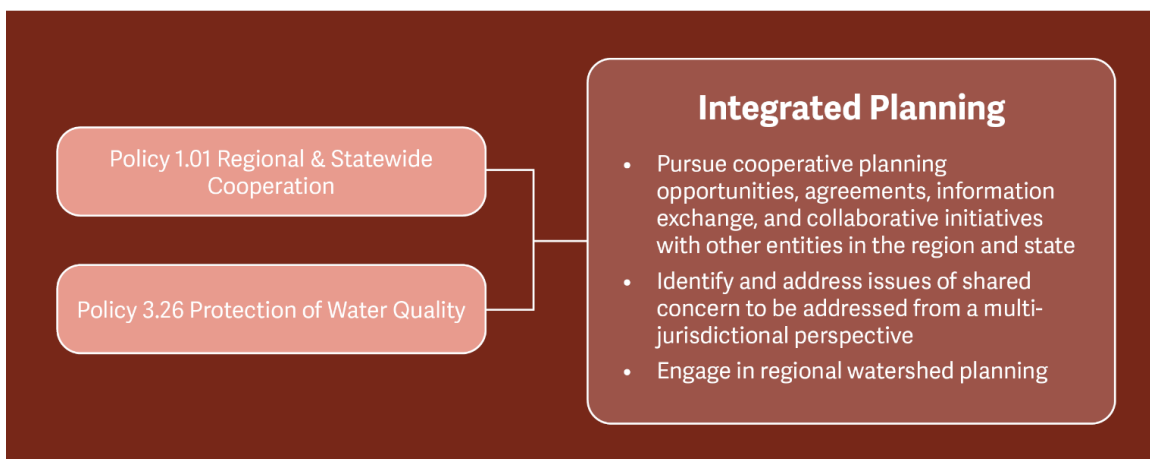 Policy 1.01 Regional & Statewide
Cooperation
Policy 3.26 Protection of Water Quality
Integrated Planning
• Pursue cooperative planning
opportunities, agreements, information
exchange, and collaborative initiatives
with other entities in the region and state
• Identify and address issues of shared
concern to be addressed from a multi-
jurisdictional perspective
• Engage in regional watershed planning